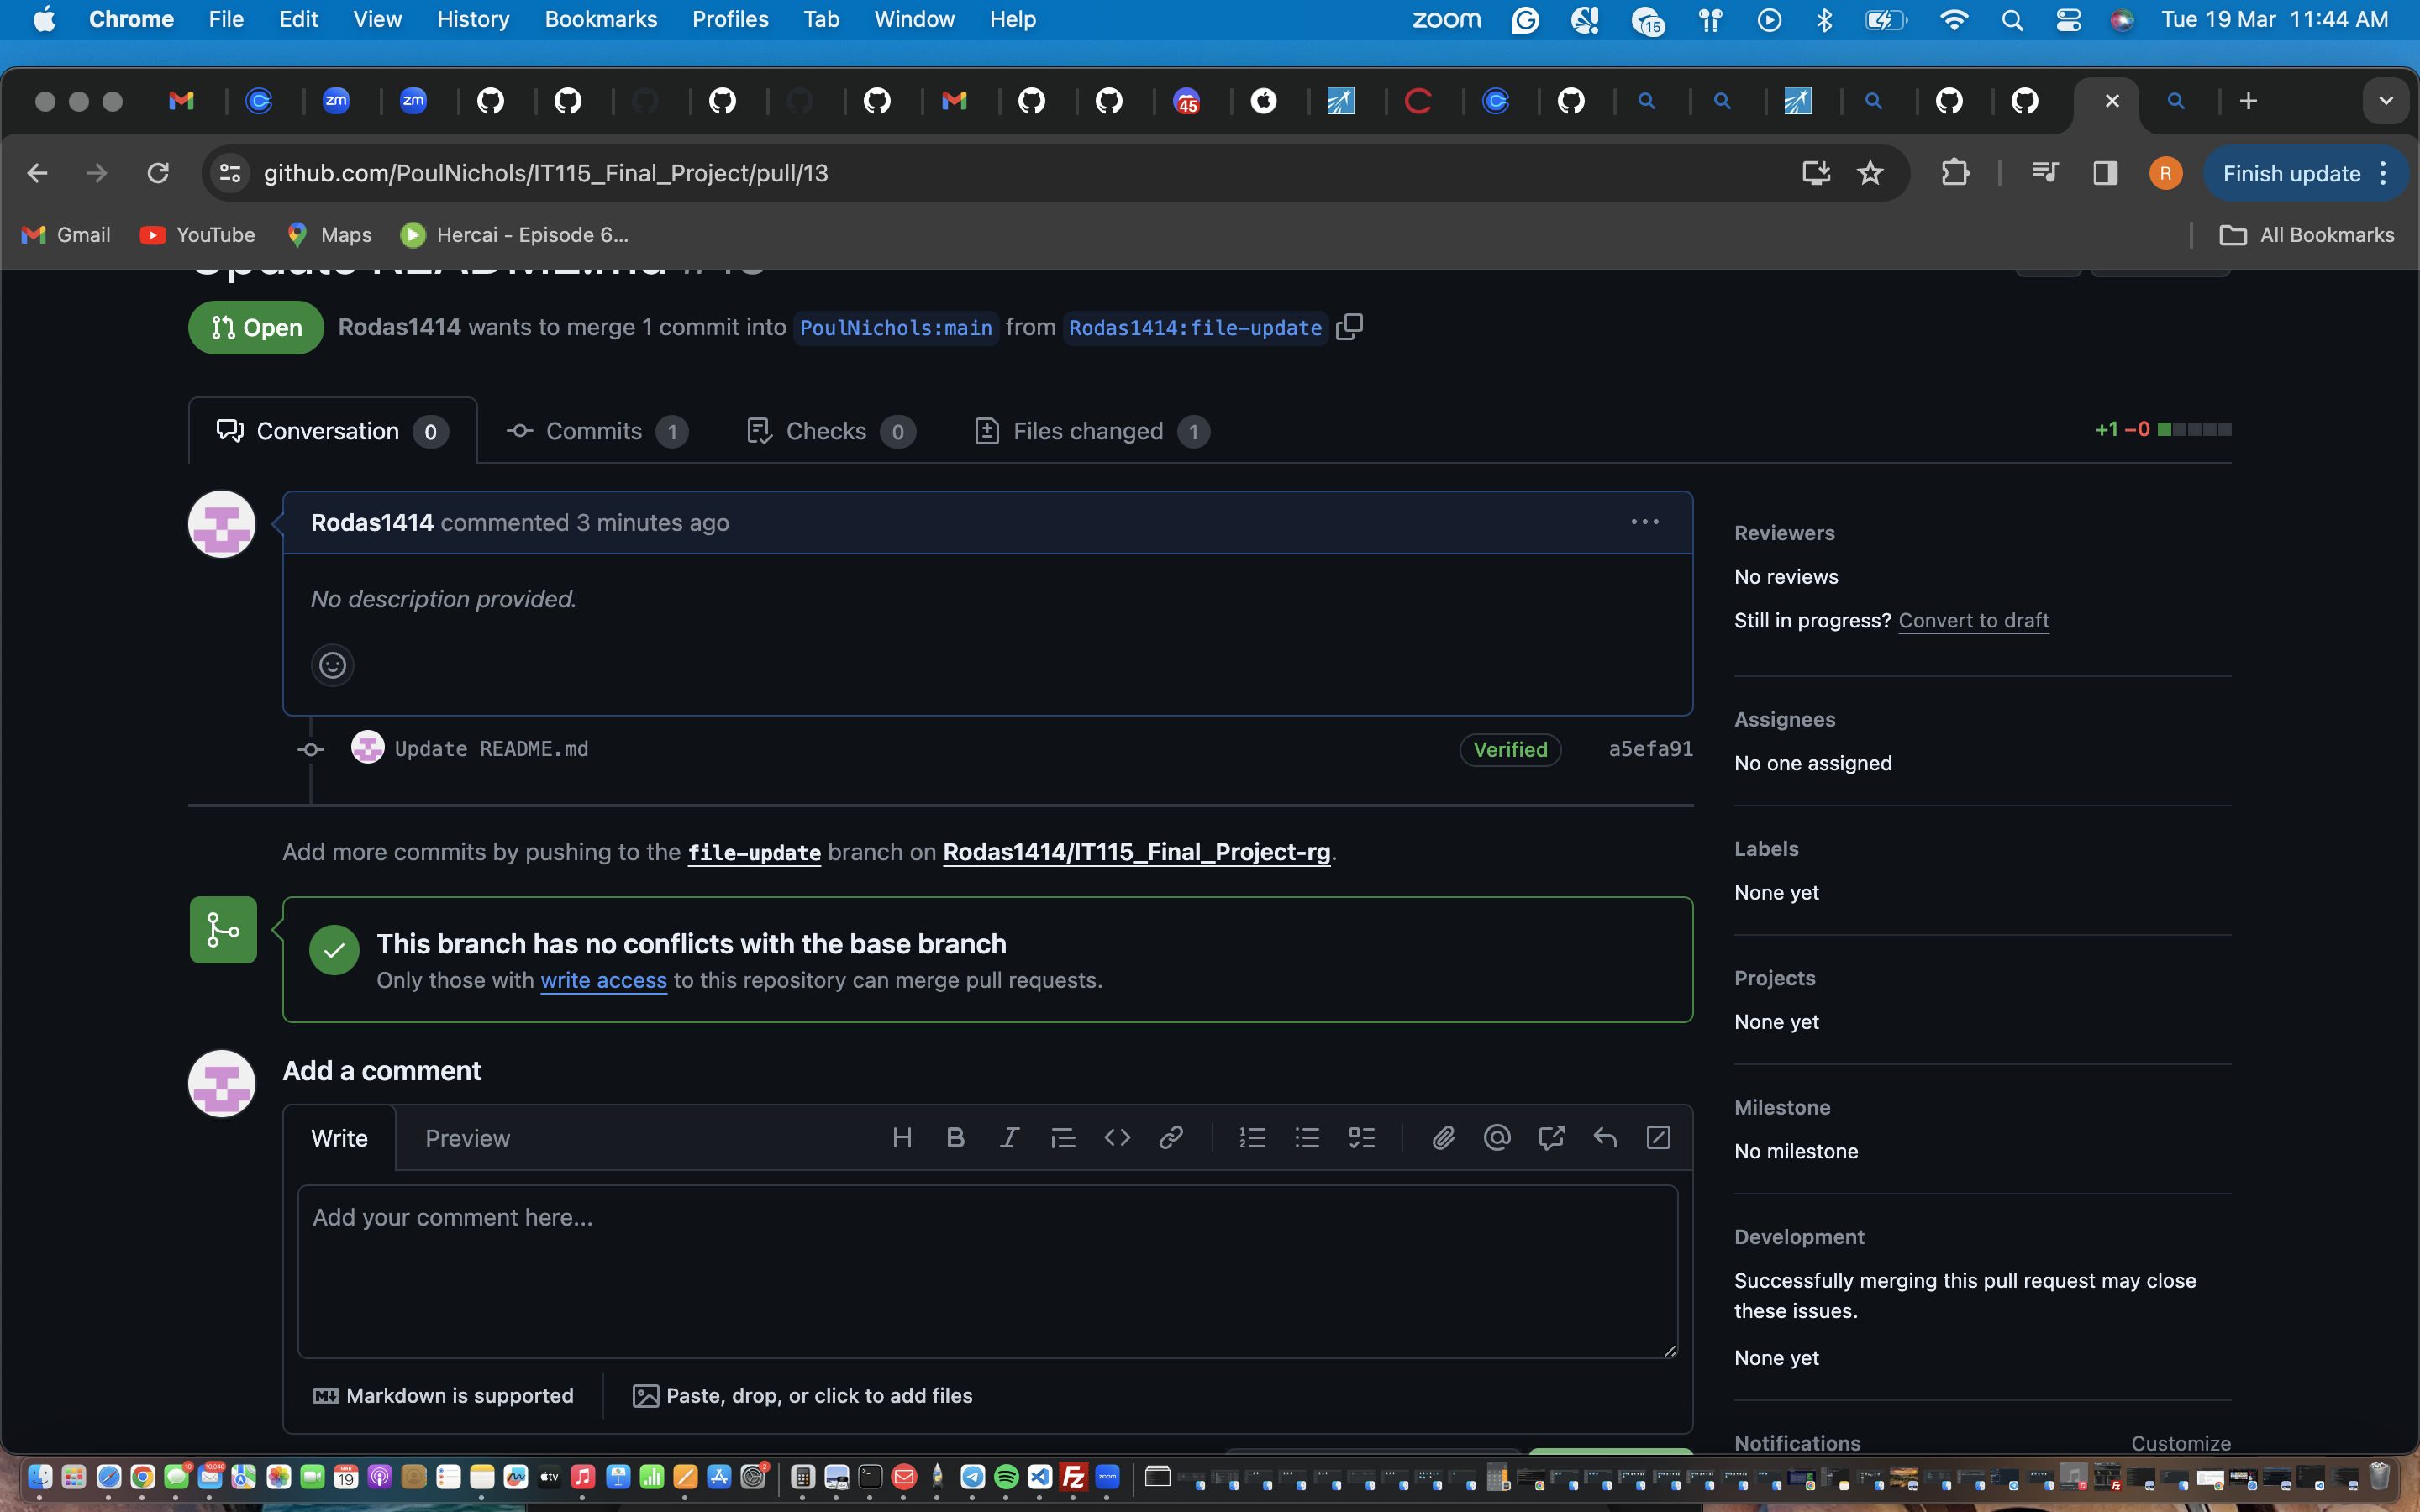 Chrome File Edit View History Bookmarks Profiles Tab Window Help zoom 15 Tue 19 Mar 11:44 AM
zm zm 45
github.com/PoulNichols/IT115_Final_Project/pull/13 R Finish update
Gmail YouTube Maps Hercai - Episode 6... All Bookmarks
Update README.md #13
Open Rodas1414 wants to merge 1 commit into PoulNichols:main from Rodas1414:file-update
Conversation 0 Commits 1 Checks 0 Files changed 1 +1 −0
Rodas1414 commented 3 minutes ago
No description provided.
Update README.md Verified a5efa91
Add more commits by pushing to the file-update branch on Rodas1414/IT115_Final_Project-rg.
This branch has no conflicts with the base branch
Only those with write access to this repository can merge pull requests.
Add a comment
Write Preview
Add your comment here...
Markdown is supported Paste, drop, or click to add files
Reviewers
No reviews
Still in progress? Convert to draft
Assignees
No one assigned
Labels
None yet
Projects
None yet
Milestone
No milestone
Development
Successfully merging this pull request may close
these issues.
None yet
Notifications Customize